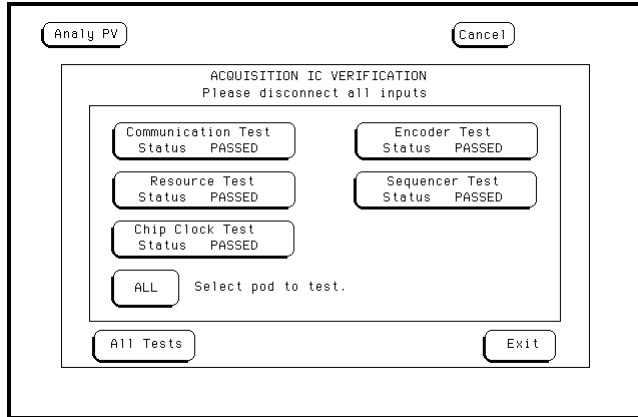 Analy PV
Cancel
ACQUISITION IC VERIFICATION
Please disconnect all inputs
Communication Test
Status PASSED
Encoder Test
Status PASSED
Resource Test
Status PASSED
Sequencer Test
Status PASSED
Chip Clock Test
Status PASSED
ALL
Select pod to test.
All Tests
Exit